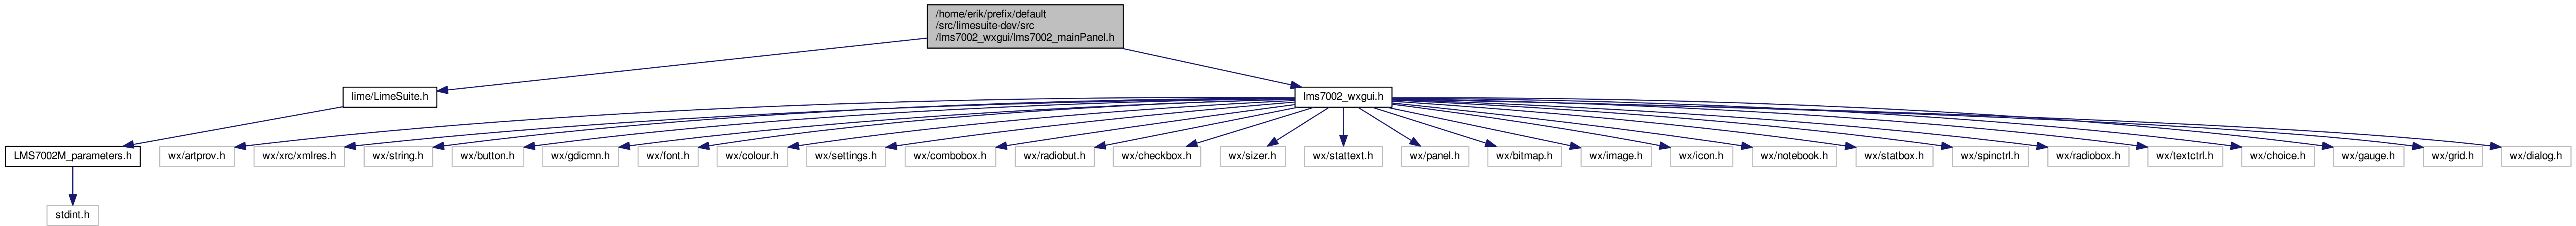 /home/erik/prefix/default
/src/limesuite-dev/src
/lms7002_wxgui/lms7002_mainPanel.h
lime/LimeSuite.h
lms7002_wxgui.h
LMS7002M_parameters.h
wx/artprov.h
wx/xrc/xmlres.h
wx/string.h
wx/button.h
wx/gdicmn.h
wx/font.h
wx/colour.h
wx/settings.h
wx/combobox.h
wx/radiobut.h
wx/checkbox.h
wx/sizer.h
wx/stattext.h
wx/panel.h
wx/bitmap.h
wx/image.h
wx/icon.h
wx/notebook.h
wx/statbox.h
wx/spinctrl.h
wx/radiobox.h
wx/textctrl.h
wx/choice.h
wx/gauge.h
wx/grid.h
wx/dialog.h
stdint.h